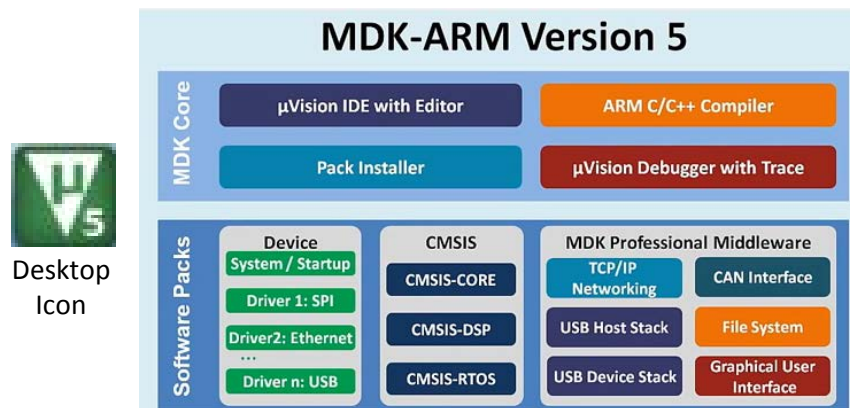 MDK-ARM Version 5
MDK Core
µVision IDE with Editor
ARM C/C++ Compiler
Pack Installer
µVision Debugger with Trace
µ
5
Desktop
Icon
Software Packs
Device
System / Startup
Driver 1: SPI
Driver2: Ethernet
...
Driver n: USB
CMSIS
CMSIS-CORE
CMSIS-DSP
CMSIS-RTOS
MDK Professional Middleware
TCP/IP
Networking
CAN Interface
USB Host Stack
File System
USB Device Stack
Graphical User
Interface